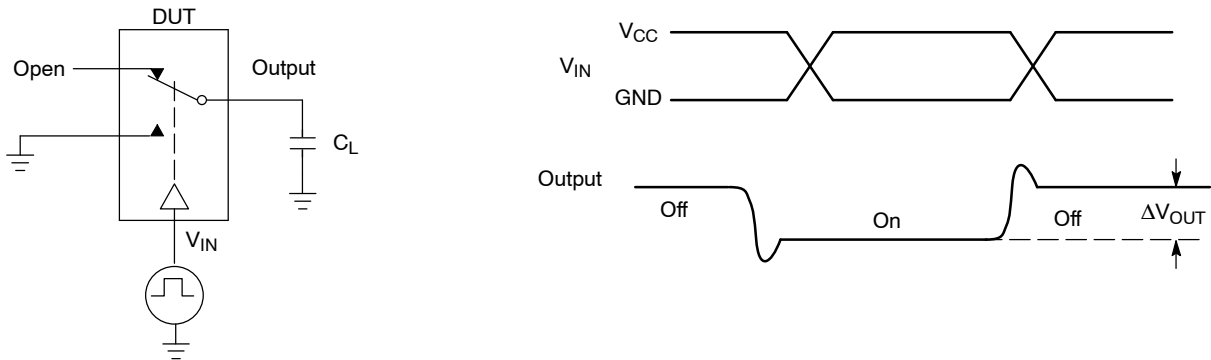 DUT
Open
Output
C_L
V_IN
V_CC
V_IN
GND
Output
Off
On
Off
ΔV_OUT